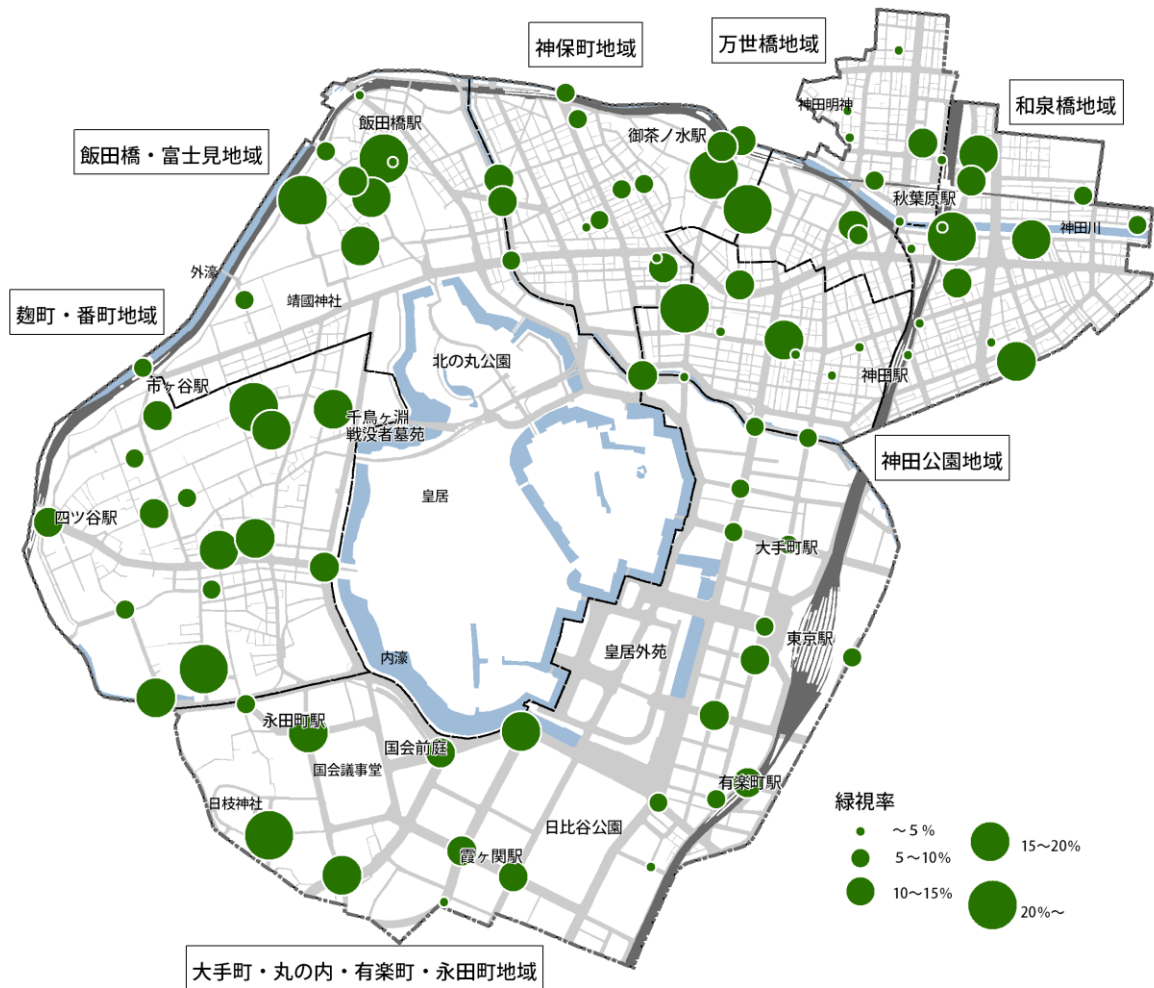 神保町地域
万世橋地域
和泉橋地域
飯田橋・富士見地域
麹町・番町地域
神田公園地域
大手町・丸の内・有楽町・永田町地域
飯田橋駅
御茶ノ水駅
神田明神
秋葉原駅
神田川
外濠
靖國神社
北の丸公園
市ヶ谷駅
千鳥ヶ淵
戦没者墓苑
神田駅
皇居
四ツ谷駅
大手町駅
東京駅
皇居外苑
内濠
永田町駅
国会前庭
国会議事堂
有楽町駅
日枝神社
日比谷公園
霞ヶ関駅
緑視率
～5%
5～10%
10～15%
15～20%
20%～